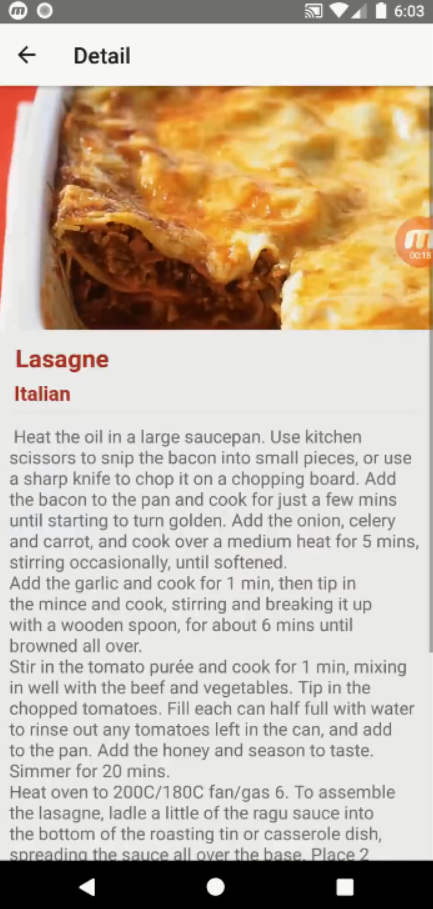 6:03
Detail
00:18
Lasagne
Italian
Heat the oil in a large saucepan. Use kitchen
scissors to snip the bacon into small pieces, or use
a sharp knife to chop it on a chopping board. Add
the bacon to the pan and cook for just a few mins
until starting to turn golden. Add the onion, celery
and carrot, and cook over a medium heat for 5 mins,
stirring occasionally, until softened.
Add the garlic and cook for 1 min, then tip in
the mince and cook, stirring and breaking it up
with a wooden spoon, for about 6 mins until
browned all over.
Stir in the tomato purée and cook for 1 min, mixing
in well with the beef and vegetables. Tip in the
chopped tomatoes. Fill each can half full with water
to rinse out any tomatoes left in the can, and add
to the pan. Add the honey and season to taste.
Simmer for 20 mins.
Heat oven to 200C/180C fan/gas 6. To assemble
the lasagne, ladle a little of the ragu sauce into
the bottom of the roasting tin or casserole dish,
spreading the sauce all over the base. Place 2